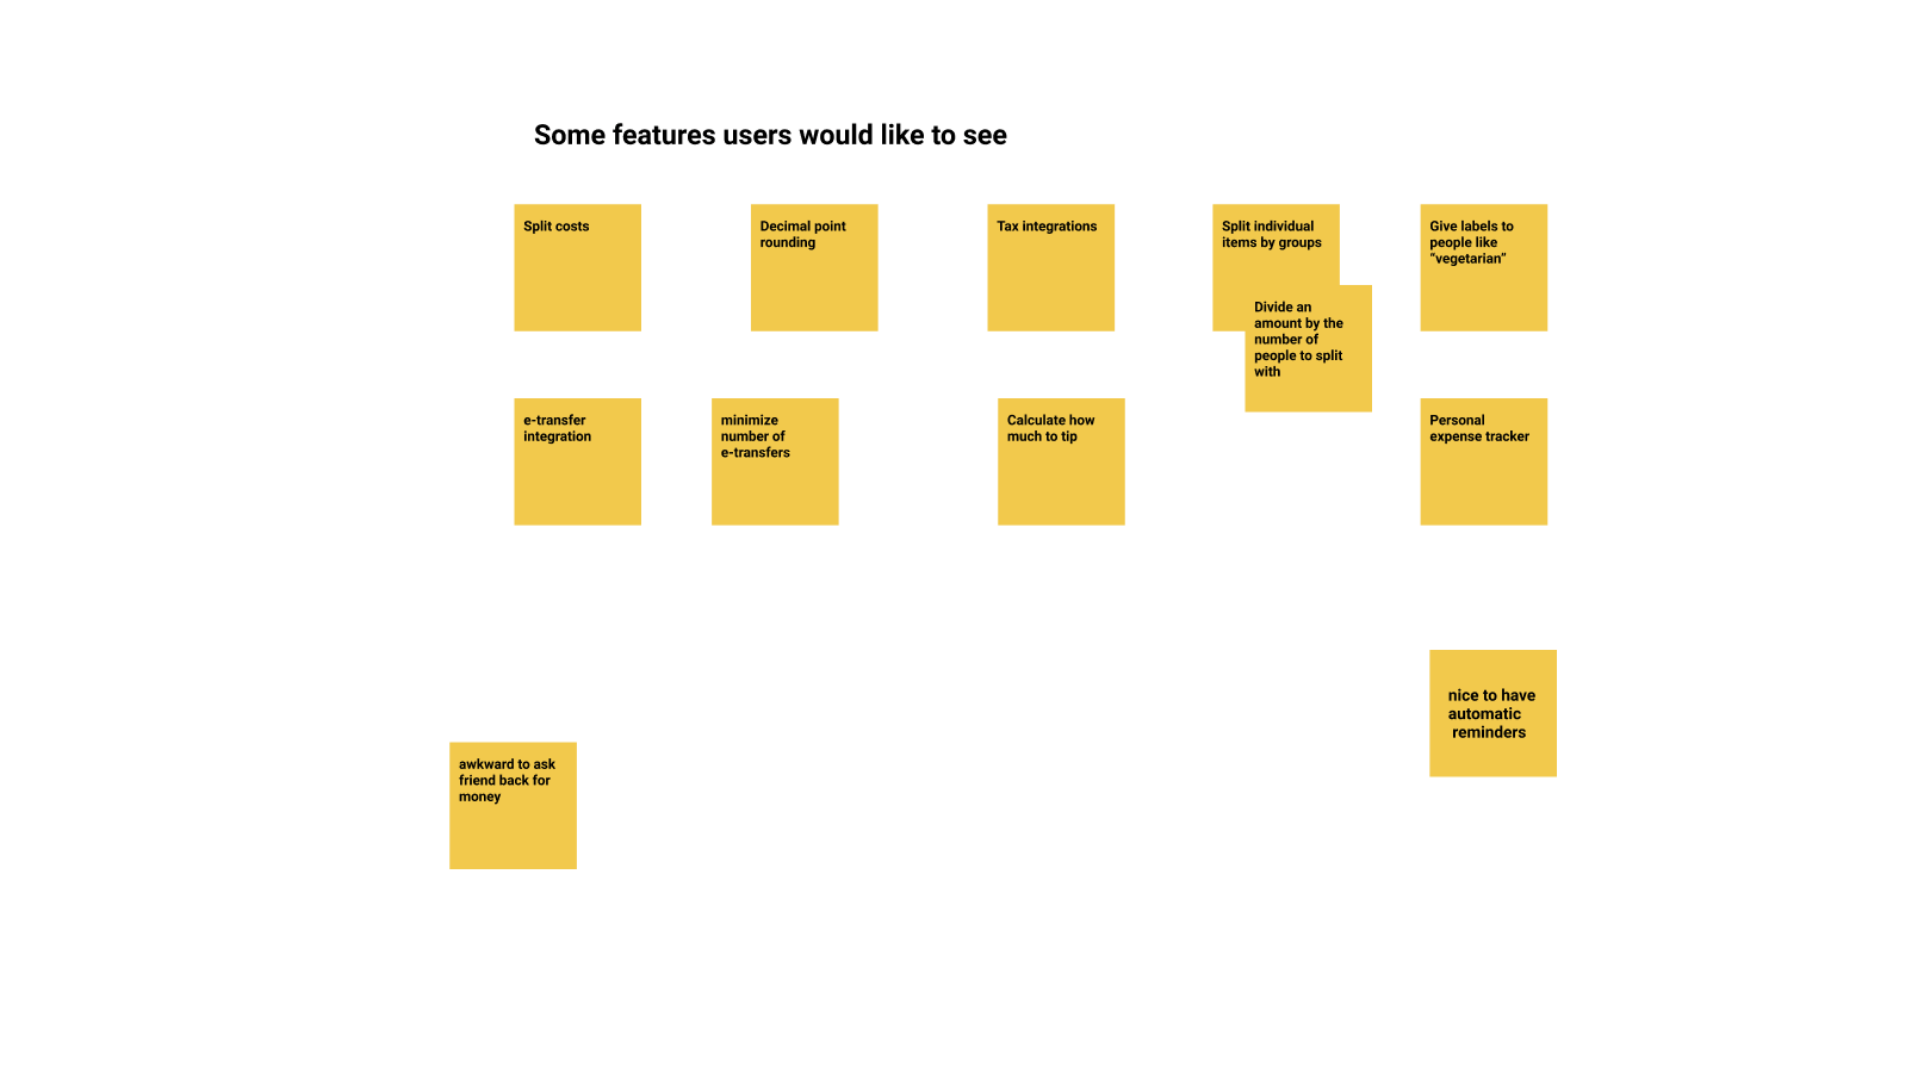 Some features users would like to see
Split costs
Decimal point
rounding
Tax integrations
Split individual
items by groups
Divide an
amount by the
number of
people to split
with
Give labels to
people like
“vegetarian”
e-transfer
integration
minimize
number of
e-transfers
Calculate how
much to tip
Personal
expense tracker
nice to have
automatic
reminders
awkward to ask
friend back for
money